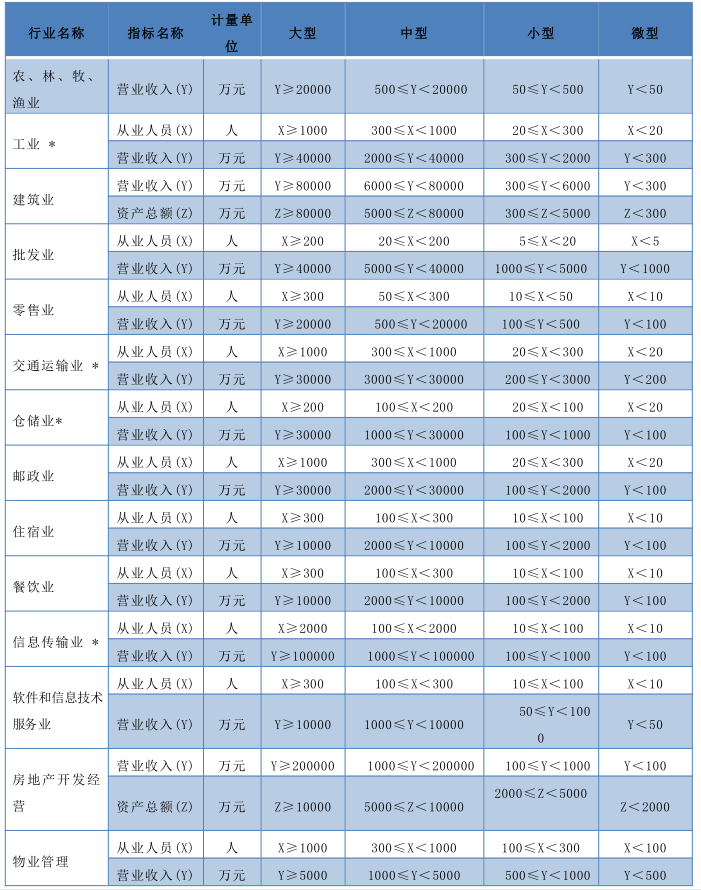 行业名称 指标名称 计量单位 大型 中型 小型 微型
农、林、牧、渔业 营业收入(Y) 万元 Y≥20000 500≤Y＜20000 50≤Y＜500 Y＜50
工业 * 从业人员(X) 人 X≥1000 300≤X＜1000 20≤X＜300 X＜20
营业收入(Y) 万元 Y≥40000 2000≤Y＜40000 300≤Y＜2000 Y＜300
建筑业 营业收入(Y) 万元 Y≥80000 6000≤Y＜80000 300≤Y＜6000 Y＜300
资产总额(Z) 万元 Z≥80000 5000≤Z＜80000 300≤Z＜5000 Z＜300
批发业 从业人员(X) 人 X≥200 20≤X＜200 5≤X＜20 X＜5
营业收入(Y) 万元 Y≥40000 5000≤Y＜40000 1000≤Y＜5000 Y＜1000
零售业 从业人员(X) 人 X≥300 50≤X＜300 10≤X＜50 X＜10
营业收入(Y) 万元 Y≥20000 500≤Y＜20000 100≤Y＜500 Y＜100
交通运输业 * 从业人员(X) 人 X≥1000 300≤X＜1000 20≤X＜300 X＜20
营业收入(Y) 万元 Y≥30000 3000≤Y＜30000 200≤Y＜3000 Y＜200
仓储业* 从业人员(X) 人 X≥200 100≤X＜200 20≤X＜100 X＜20
营业收入(Y) 万元 Y≥30000 1000≤Y＜30000 100≤Y＜1000 Y＜100
邮政业 从业人员(X) 人 X≥1000 300≤X＜1000 20≤X＜300 X＜20
营业收入(Y) 万元 Y≥30000 2000≤Y＜30000 100≤Y＜2000 Y＜100
住宿业 从业人员(X) 人 X≥300 100≤X＜300 10≤X＜100 X＜10
营业收入(Y) 万元 Y≥10000 2000≤Y＜10000 100≤Y＜2000 Y＜100
餐饮业 从业人员(X) 人 X≥300 100≤X＜300 10≤X＜100 X＜10
营业收入(Y) 万元 Y≥10000 2000≤Y＜10000 100≤Y＜2000 Y＜100
信息传输业 * 从业人员(X) 人 X≥2000 100≤X＜2000 10≤X＜100 X＜10
营业收入(Y) 万元 Y≥100000 1000≤Y＜100000 100≤Y＜1000 Y＜100
软件和信息技术服务业 从业人员(X) 人 X≥300 100≤X＜300 10≤X＜100 X＜10
营业收入(Y) 万元 Y≥10000 1000≤Y＜10000 50≤Y＜1000 Y＜50
房地产开发经营 营业收入(Y) 万元 Y≥200000 1000≤Y＜200000 100≤Y＜1000 Y＜100
资产总额(Z) 万元 Z≥10000 5000≤Z＜10000 2000≤Z＜5000 Z＜2000
物业管理 从业人员(X) 人 X≥1000 300≤X＜1000 100≤X＜300 X＜100
营业收入(Y) 万元 Y≥5000 1000≤Y＜5000 500≤Y＜1000 Y＜500